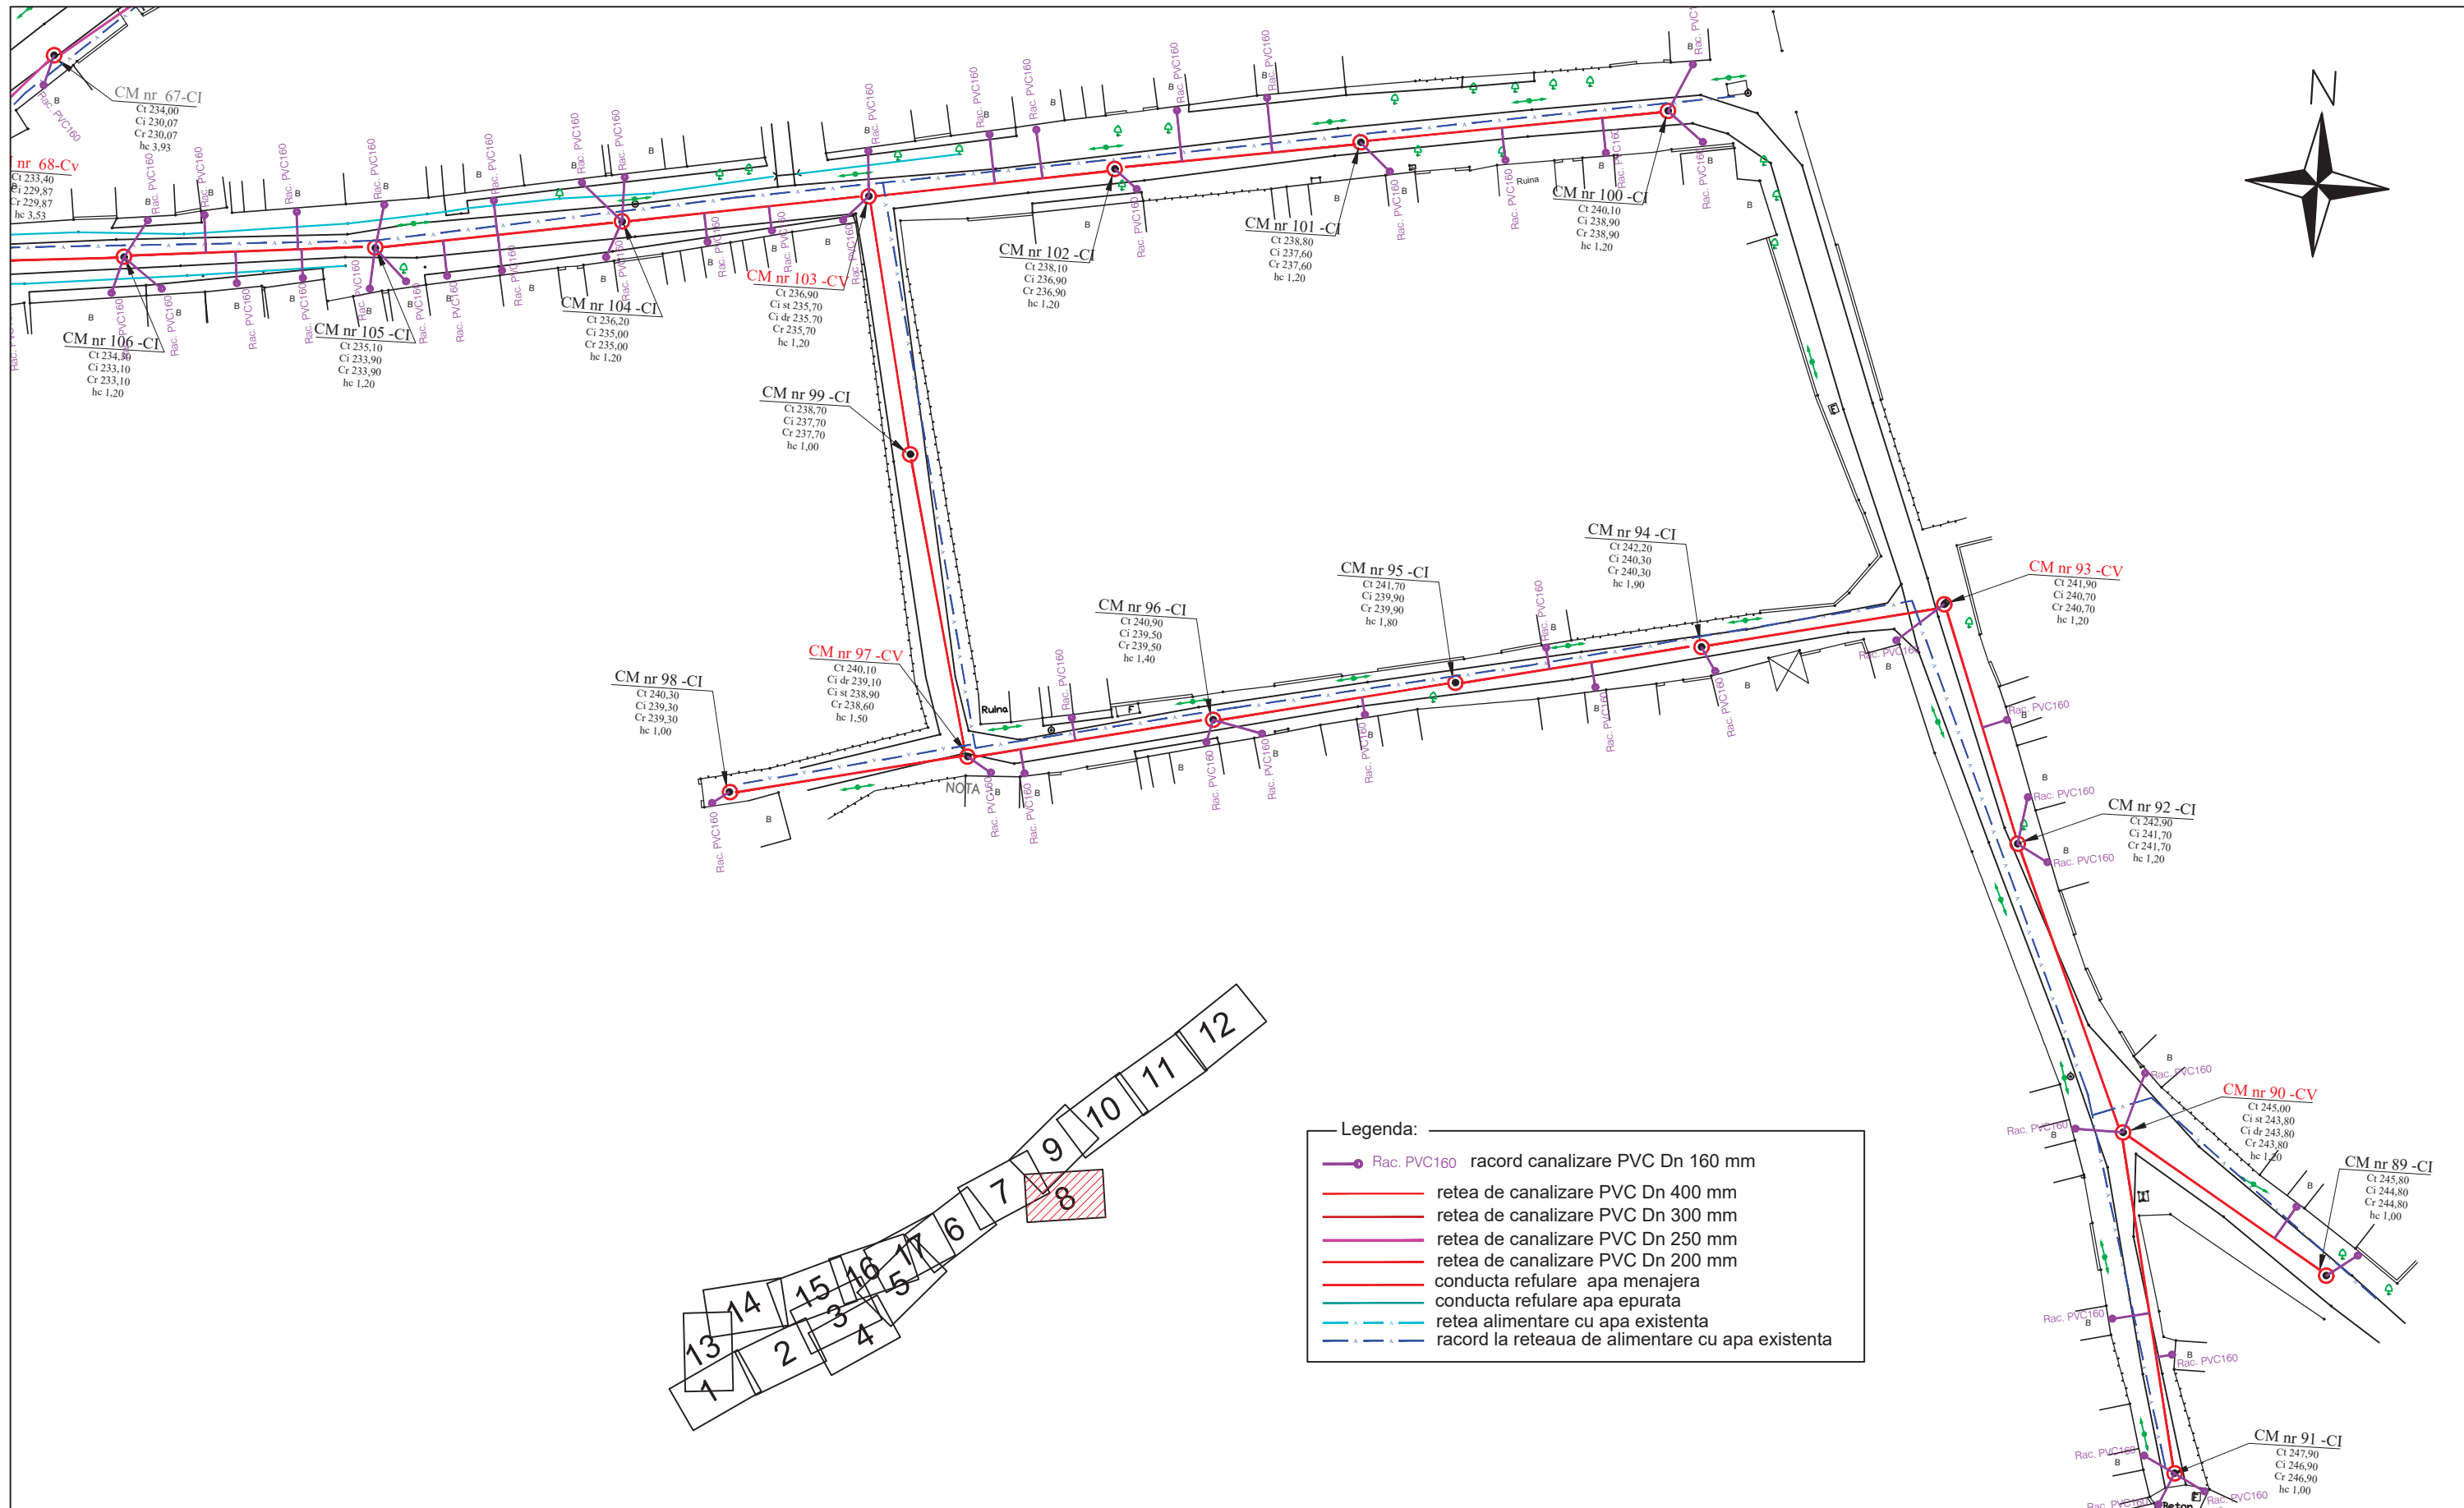 CM nr 67-CI
Ct 234,00
Ci 230,07
Cr 230,07
hc 3,93
nr 68-Cv
Ct 233,40
Ci 229,87
Cr 229,87
hc 3,53
CM nr 106 -CI
Ct 234,30
Ci 233,10
Cr 233,10
hc 1,20
CM nr 105 -CI
Ct 235,10
Ci 233,90
Cr 233,90
hc 1,20
CM nr 104 -CI
Ct 236,20
Ci 235,00
Cr 235,00
hc 1,20
CM nr 103 -CV
Ct 236,90
Ci st 235,70
Ci dr 235,70
Cr 235,70
hc 1,20
CM nr 102 -CI
Ct 238,10
Ci 236,90
Cr 236,90
hc 1,20
CM nr 101 -CI
Ct 238,80
Ci 237,60
Cr 237,60
hc 1,20
Ruina
CM nr 100 -CI
Ct 240,10
Ci 238,90
Cr 238,90
hc 1,20
N
CM nr 99 -CI
Ct 238,70
Ci 237,70
Cr 237,70
hc 1,00
CM nr 98 -CI
Ct 240,30
Ci 239,30
Cr 239,30
hc 1,00
CM nr 97 -CV
Ct 240,10
Ci dr 239,10
Ci st 238,90
Cr 238,60
hc 1,50
Ruina
NOTA
CM nr 96 -CI
Ct 240,90
Ci 239,50
Cr 239,50
hc 1,40
CM nr 95 -CI
Ct 241,70
Ci 239,90
Cr 239,90
hc 1,80
CM nr 94 -CI
Ct 242,20
Ci 240,30
Cr 240,30
hc 1,90
CM nr 93 -CV
Ct 241,90
Ci 240,70
Cr 240,70
hc 1,20
Rac. PVC160
Rac. PVC160
Rac. PVC160
CM nr 92 -CI
Ct 242,90
Ci 241,70
Cr 241,70
hc 1,20
Rac. PVC160
Rac. PVC160
CM nr 90 -CV
Ct 245,00
Ci st 243,80
Ci dr 243,80
Cr 243,80
hc 1,20
Rac. PVC160
CM nr 89 -CI
Ct 245,80
Ci 244,80
Cr 244,80
hc 1,00
Rac. PVC160
Rac. PVC160
CM nr 91 -CI
Ct 247,90
Ci 246,90
Cr 246,90
hc 1,00
Rac. PVC160
Rac. PVC160
Beton
12
11
10
9
8
7
6
17
5
16
15
3
4
14
2
13
1
Legenda:
Rac. PVC160 racord canalizare PVC Dn 160 mm
retea de canalizare PVC Dn 400 mm
retea de canalizare PVC Dn 300 mm
retea de canalizare PVC Dn 250 mm
retea de canalizare PVC Dn 200 mm
conducta refulare apa menajera
conducta refulare apa epurata
retea alimentare cu apa existenta
racord la reteaua de alimentare cu apa existenta